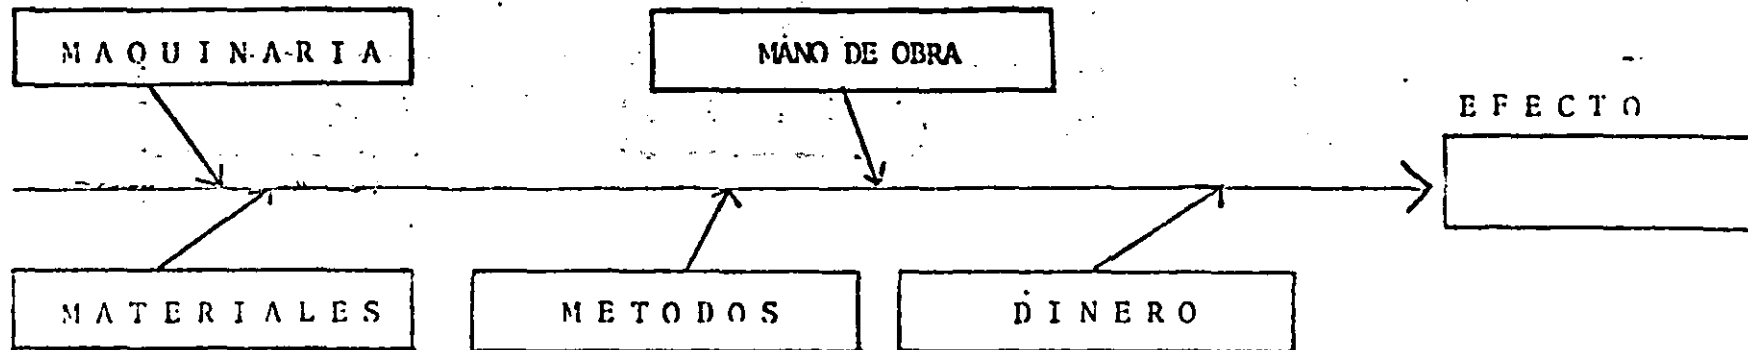 MAQUINARIA
MANO DE OBRA
EFECTO
MATERIALES
METODOS
DINERO